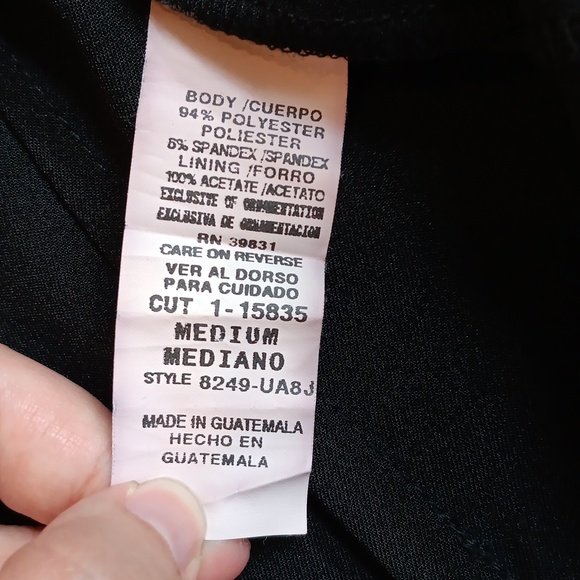 BODY /CUERPO
94% POLYESTER
POLIESTER
6% SPANDEX /SPANDEX
LINING /FORRO
100% ACETATE /ACETATO
EXCLUSIVE OF ORNAMENTATION
EXCLUSIVA DE ORNAMENTACION
RN 39831
CARE ON REVERSE
VER AL DORSO
PARA CUIDADO
CUT 1-15835
MEDIUM
MEDIANO
STYLE 8249-UA8J
MADE IN GUATEMALA
HECHO EN
GUATEMALA